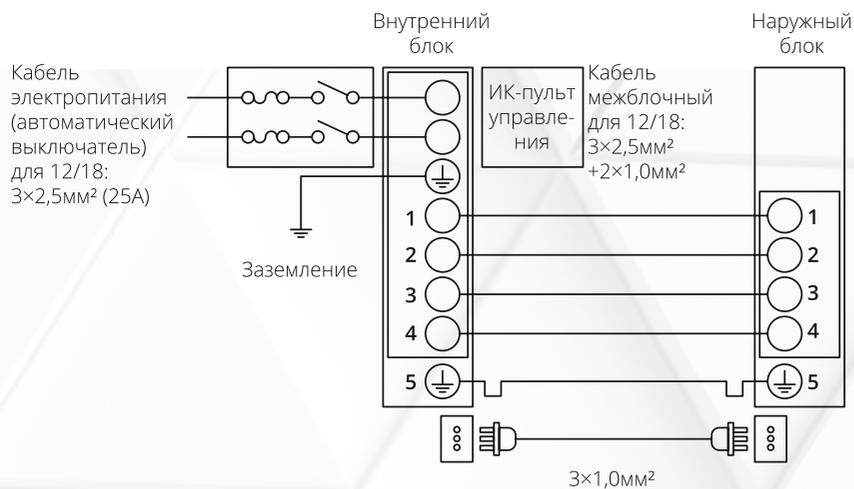 Внутренний
блок
Наружный
блок
Кабель
электропитания
(автоматический
выключатель)
для 12/18:
3×2,5мм² (25А)
ИК-пульт
управле-
ния
Кабель
межблочный
для 12/18:
3×2,5мм²
+2×1,0мм²
Заземление
1
1
2
2
3
3
4
4
5
5
3×1,0мм²